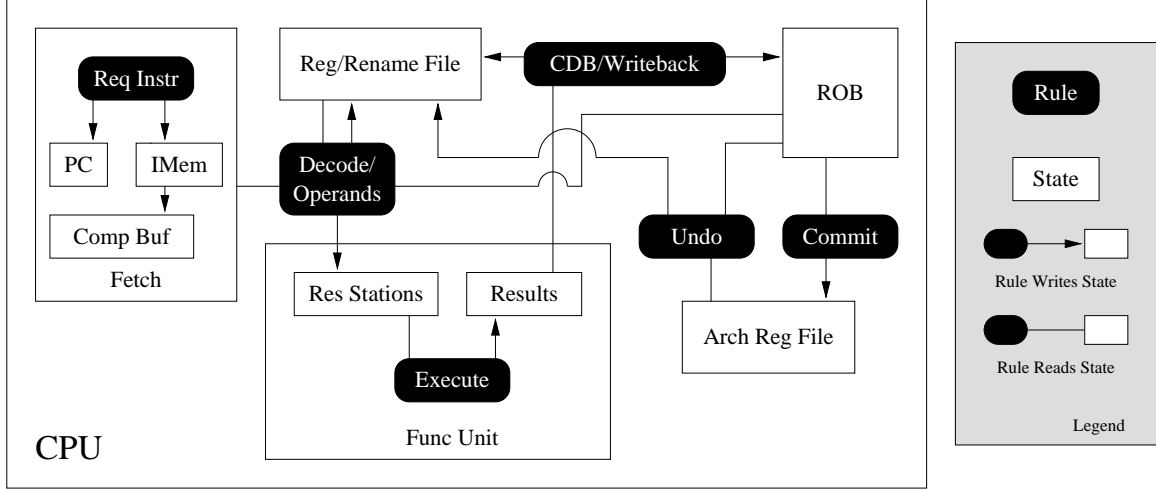 Req Instr
PC
IMem
Comp Buf
Fetch
Reg/Rename File
CDB/Writeback
ROB
Decode/
Operands
Undo
Commit
Res Stations
Results
Arch Reg File
Execute
Func Unit
CPU
Rule
State
Rule Writes State
Rule Reads State
Legend